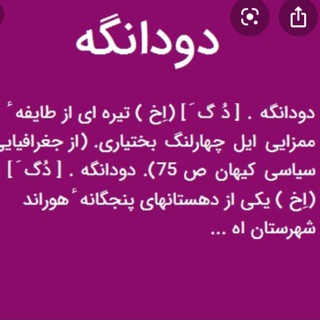 دودانگه
دودانگه . [ دُ گ َ ] (اِخ ) تیره ای از طایفه ٔ
ممزایی ایل چهارلنگ بختیاری. (از جغرافیایی
سیاسی کیهان ص 75). دودانگه . [ دُگ َ ]
(اِخ ) یکی از دهستانهای پنجگانه ٔ هوراند
شهرستان اه ...